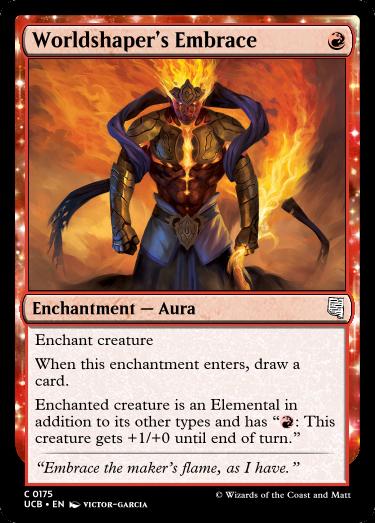 Worldshaper's Embrace
Enchantment — Aura
Enchant creature
When this enchantment enters, draw a
card.
Enchanted creature is an Elemental in
addition to its other types and has “: This
creature gets +1/+0 until end of turn.”
“Embrace the maker's flame, as I have.”
C 0175
UCB • EN VICTOR-GARCIA
© Wizards of the Coast and Matt